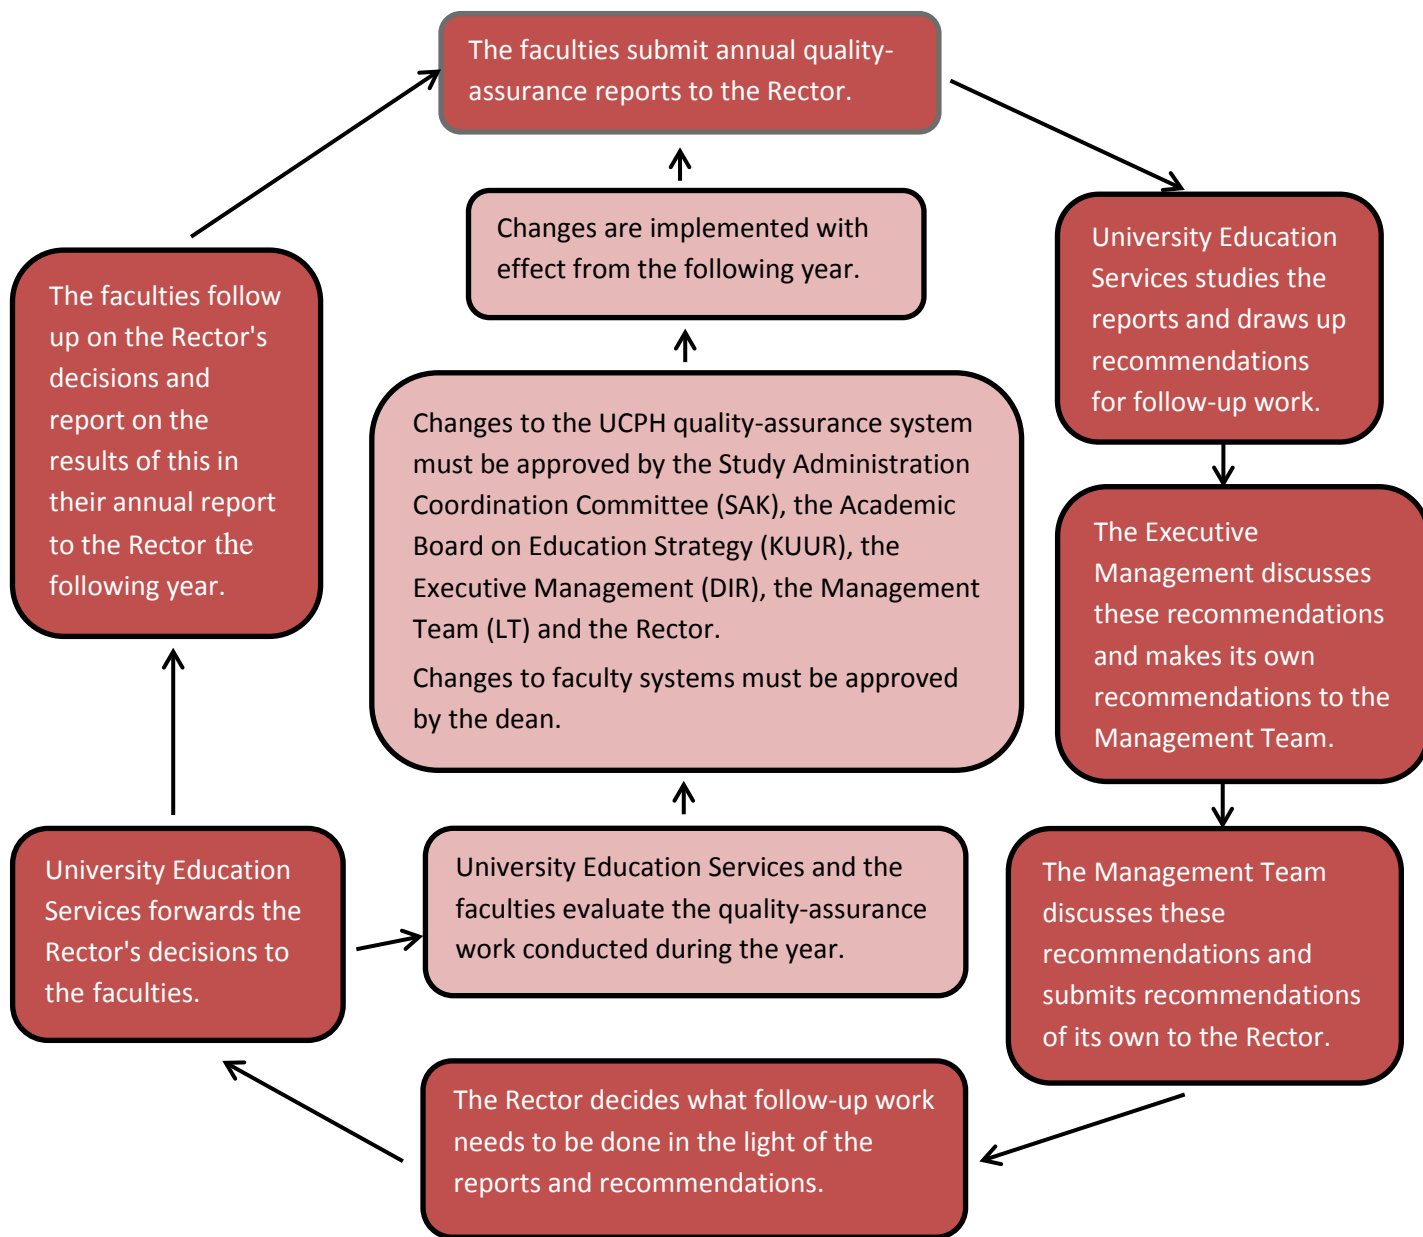 The faculties submit annual quality-
assurance reports to the Rector.
University Education
Services studies the
reports and draws up
recommendations
for follow-up work.
The Executive
Management discusses
these recommendations
and makes its own
recommendations to the
Management Team.
The Management Team
discusses these
recommendations and
submits recommendations
of its own to the Rector.
The Rector decides what follow-up work
needs to be done in the light of the
reports and recommendations.
University Education
Services forwards the
Rector's decisions to
the faculties.
The faculties follow
up on the Rector's
decisions and
report on the
results of this in
their annual report
to the Rector the
following year.
University Education Services and the
faculties evaluate the quality-assurance
work conducted during the year.
Changes to the UCPH quality-assurance system
must be approved by the Study Administration
Coordination Committee (SAK), the Academic
Board on Education Strategy (KUUR), the
Executive Management (DIR), the Management
Team (LT) and the Rector.
Changes to faculty systems must be approved
by the dean.
Changes are implemented with
effect from the following year.